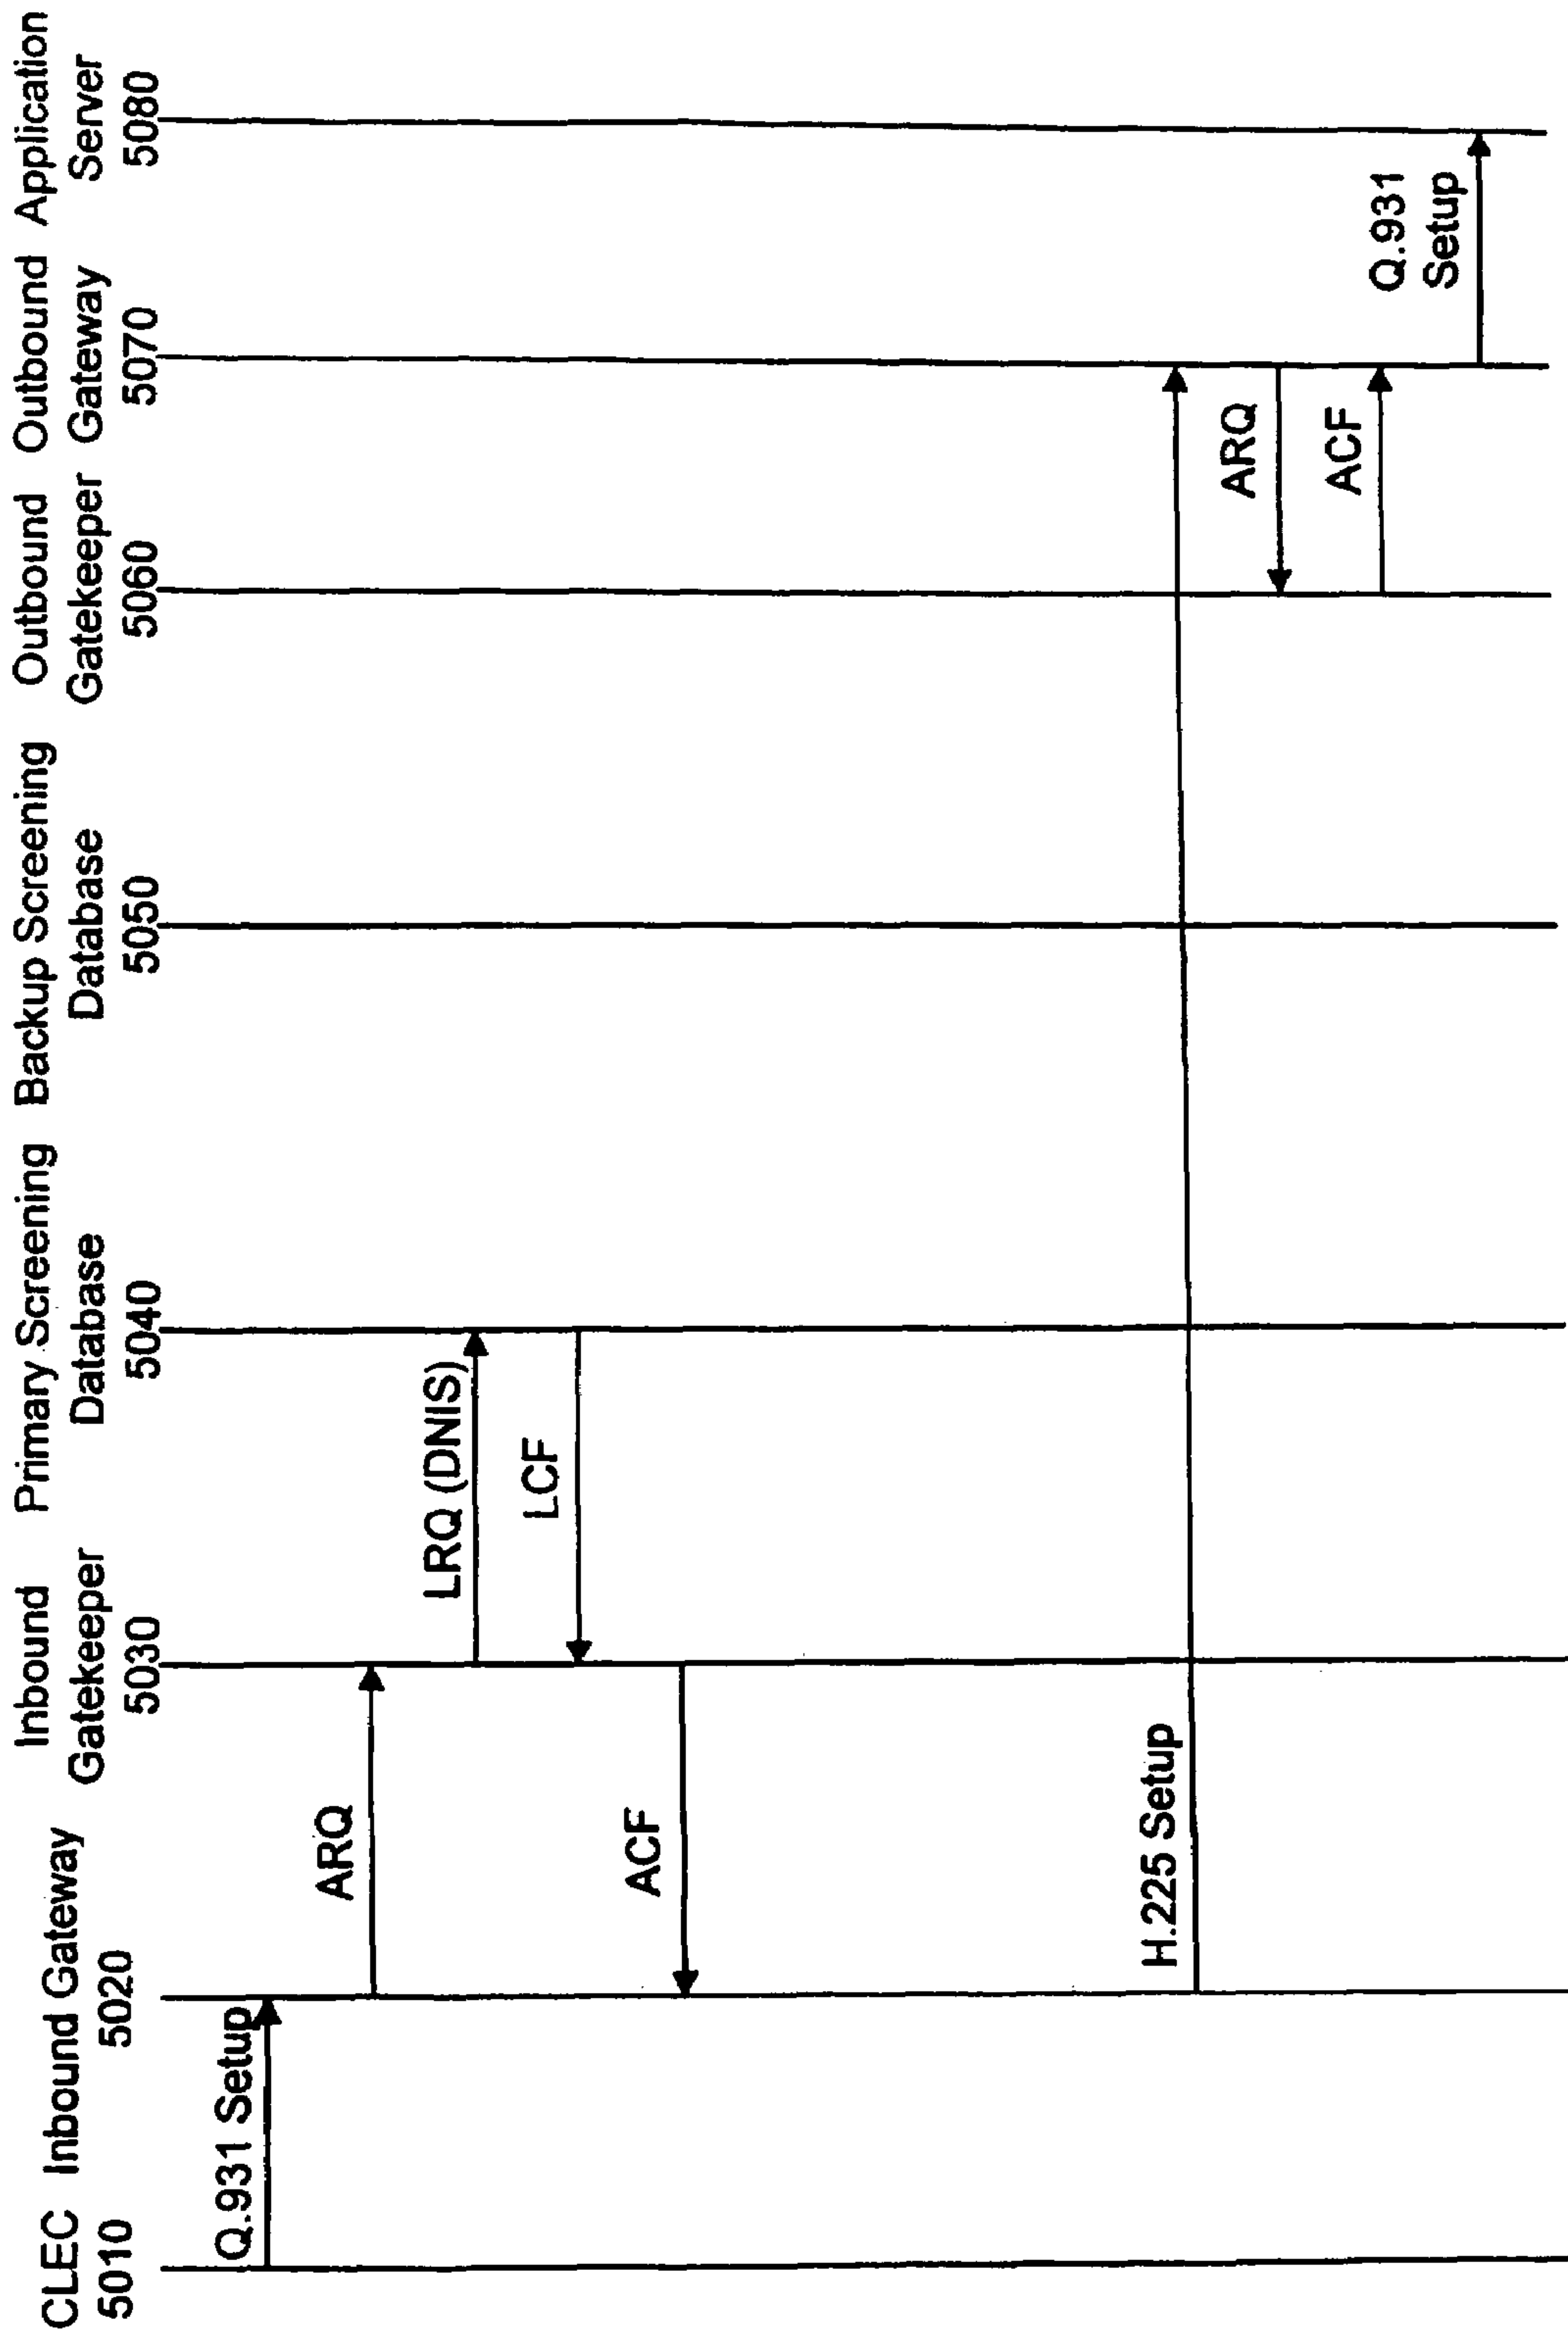 CLEC
5010
Inbound Gateway
5020
Inbound
Gatekeeper
5030
Primary Screening
Database
5040
Backup Screening
Database
5050
Outbound
Gatekeeper
5060
Outbound
Gateway
5070
Application
Server
5080
Q.931 Setup
ARQ
LRQ (DNIS)
LCF
ACF
H.225 Setup
ARQ
ACF
Q.931
Setup